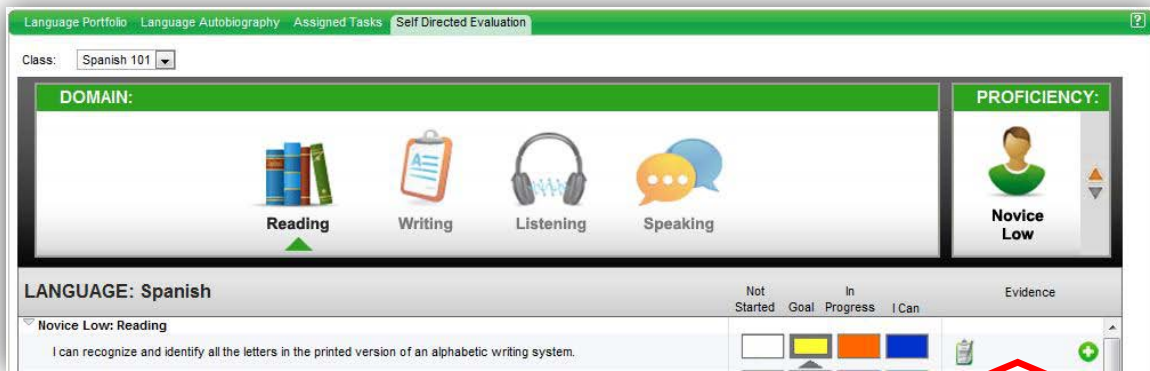 Language Portfolio Language Autobiography Assigned Tasks Self Directed Evaluation ?
Class: Spanish 101
DOMAIN: PROFICIENCY:
A
Reading Writing Listening Speaking Novice Low
LANGUAGE: Spanish Not Started Goal In Progress I Can Evidence
Novice Low: Reading
I can recognize and identify all the letters in the printed version of an alphabetic writing system.